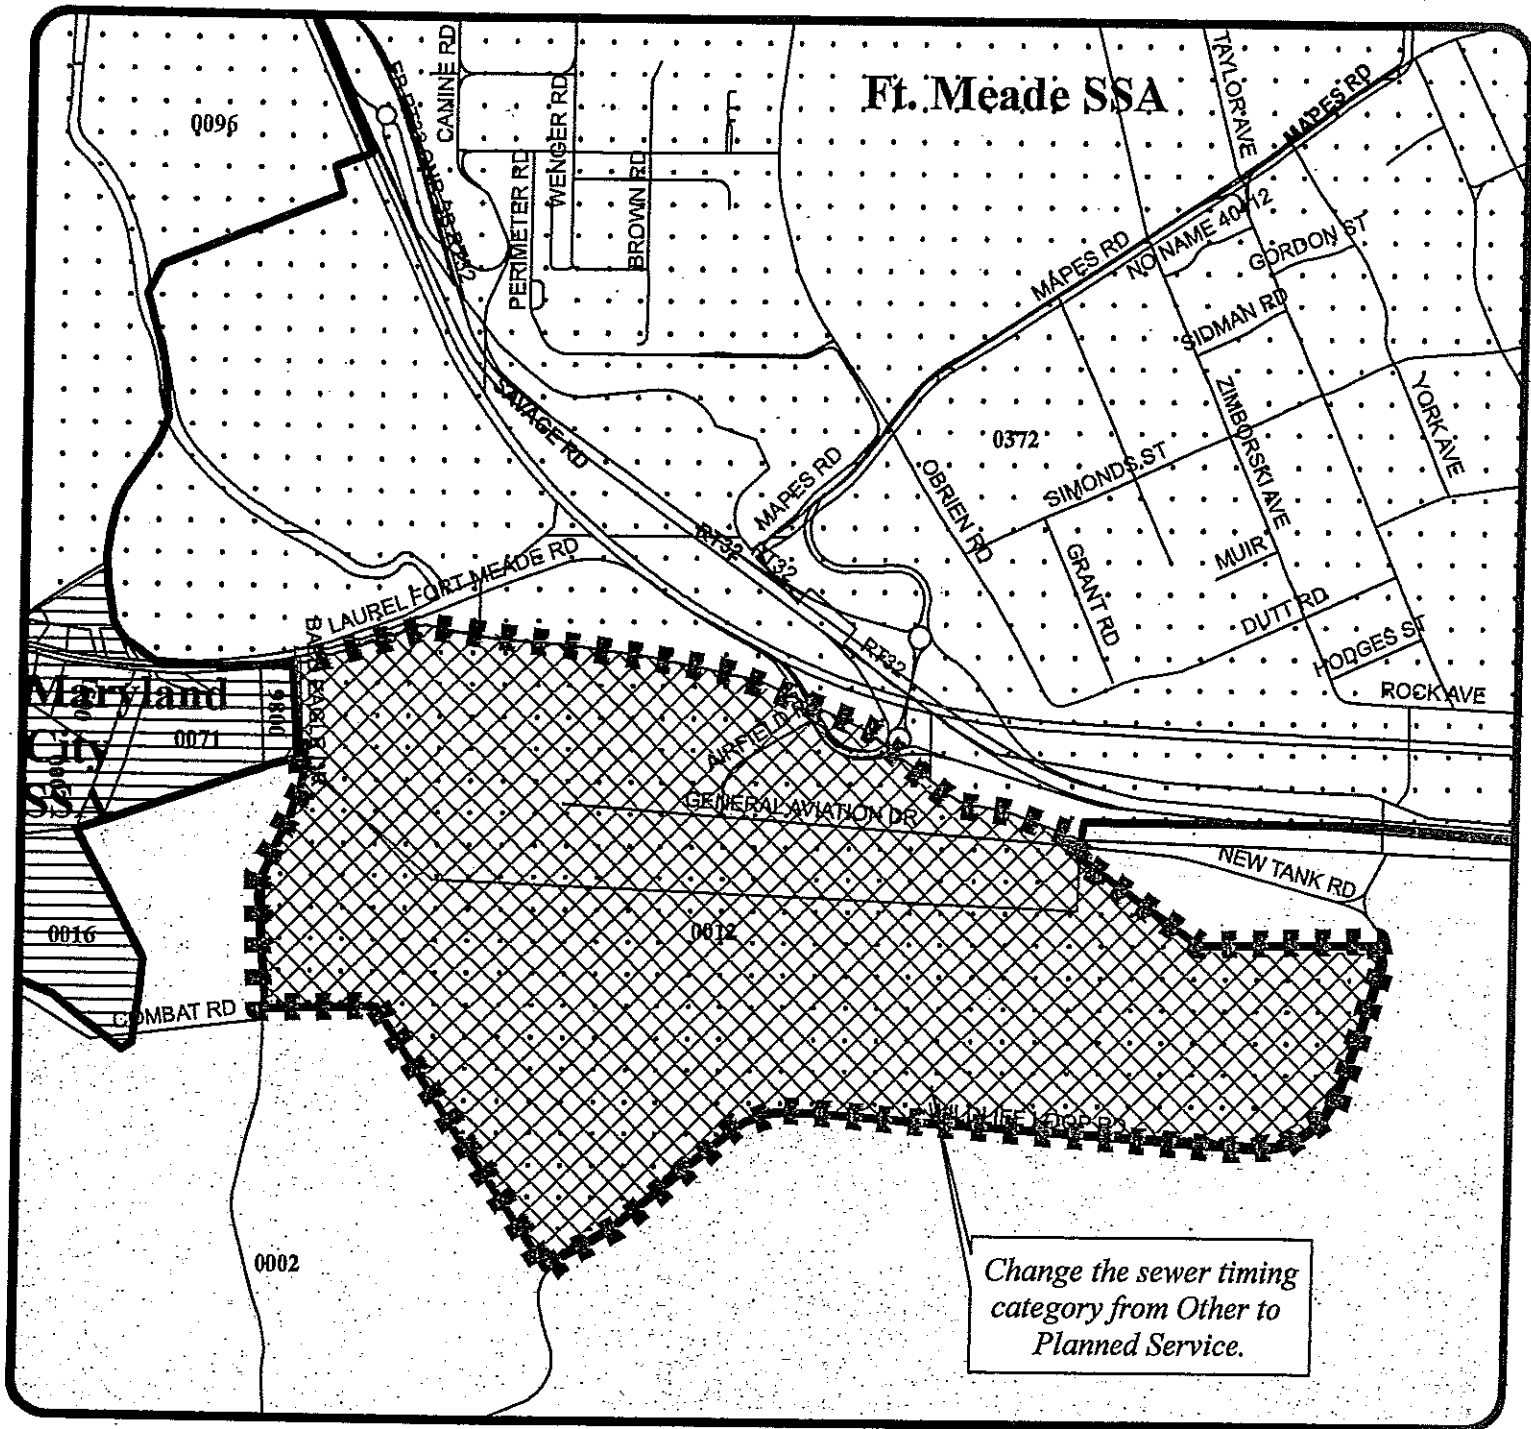 Ft. Meade SSA
0096
CANINE RD
WENGER RD
PERIMETER RD
BROWN RD
TAYLOR AVE
MAPES RD
MAPES RD
NO NAME 40412
GORDON ST
SIDMAN RD
ZIMBORSKI AVE
YORK AVE
0372
SIMONDS ST
OBRIEN RD
MAPES RD
SAVAGE RD
RT32
RT32
RT32
GRANT RD
MUIR
DUTT RD
HODGES ST
ROCK AVE
LAUREL FORT MEADE RD
Maryland
City
SSA
0071
0086
AIRFIELD
GENERAL AVIATION DR
NEW TANK RD
0012
0016
COMBAT RD
WILDLIFE LOOP RD
0002
Change the sewer timing
category from Other to
Planned Service.